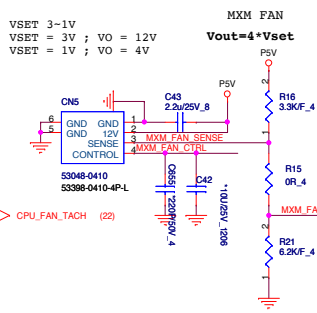 MXM FAN
VSET 3~1V
VSET = 3V ; VO = 12V
VSET = 1V ; VO = 4V
Vout=4*Vset
P5V
P5V
C43
2.2u/25V_8
R16
3.3K/F_4
2
1
CN5
6 GND GND 1
5 GND 12V 2
SENSE 3
CONTROL 4
MXM_FAN_SENSE
MXM_FAN_CTRL
53048-0410
53398-0410-4P-L
C42
*10U/25V_1206
R15
0R_4
CPU_FAN_TACH (22)
MXM_FA
R21
6.2K/F_4
2
1